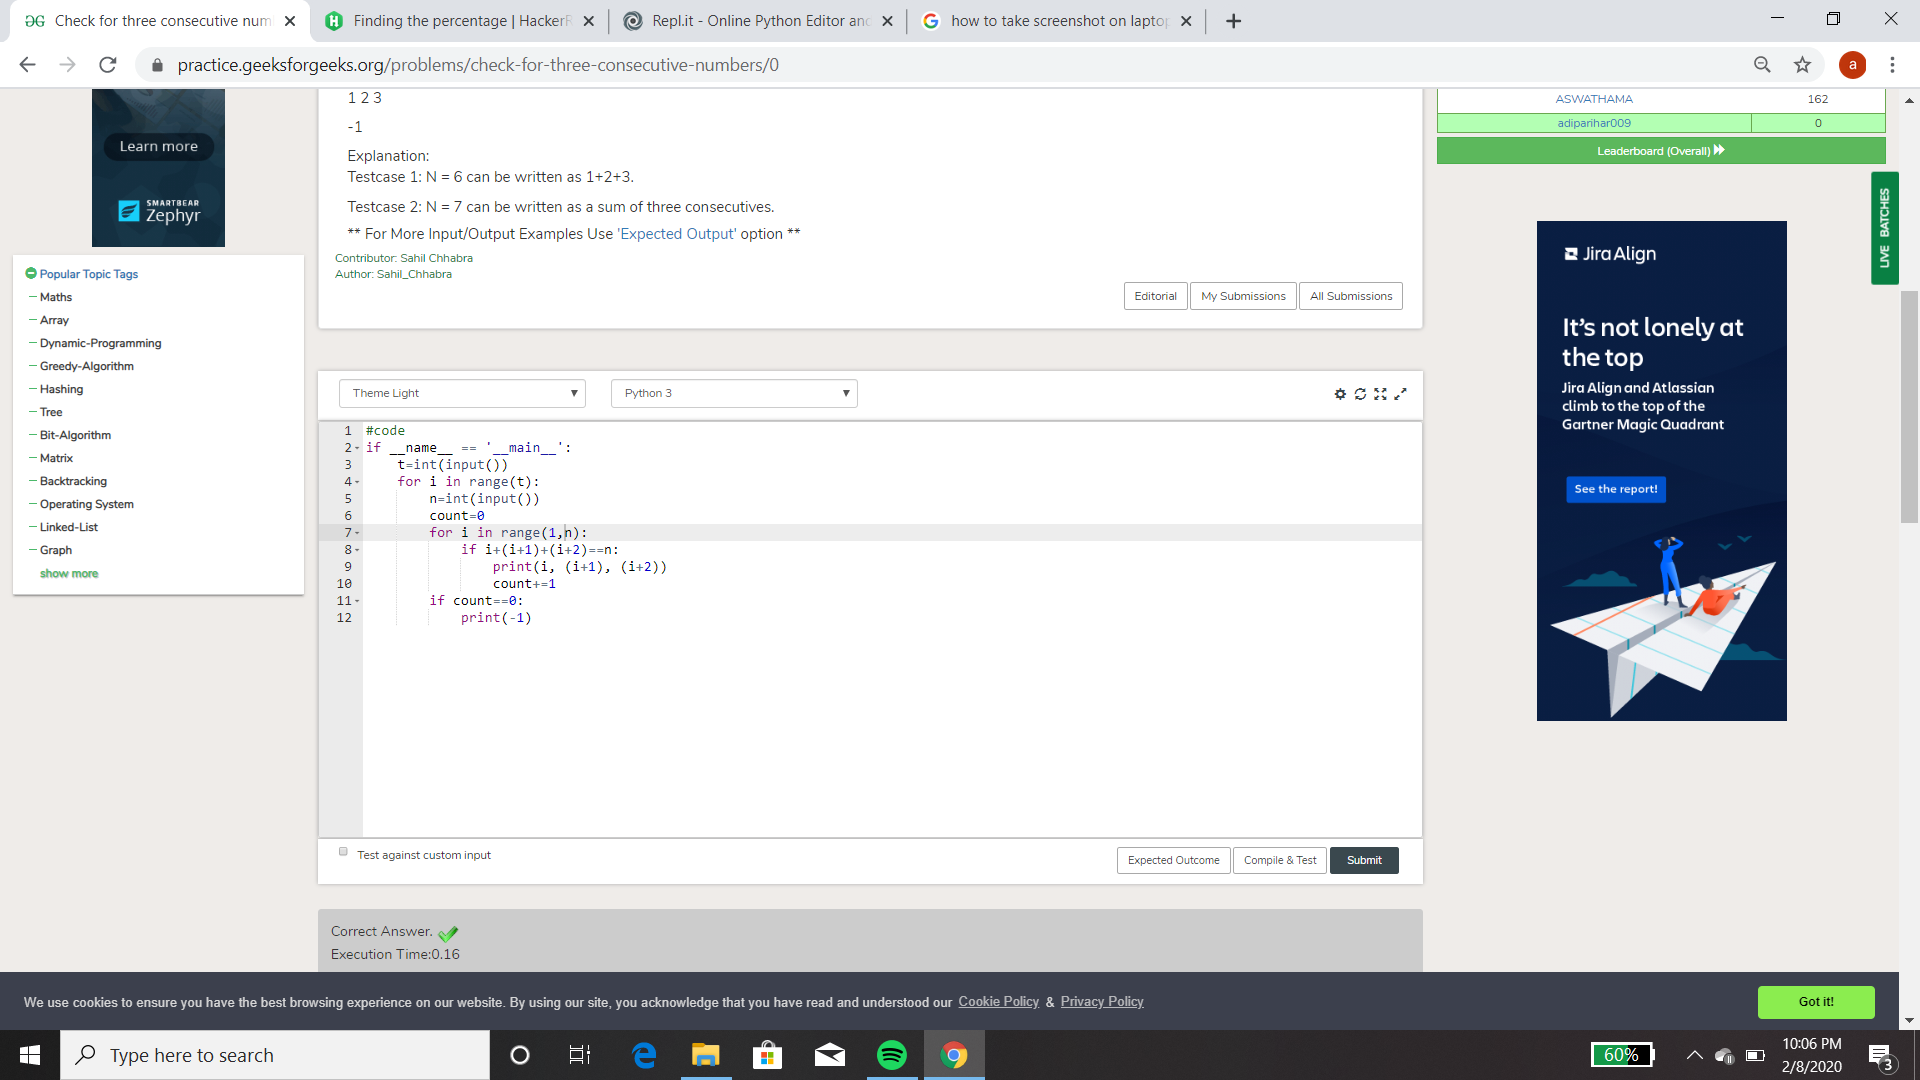 Check for three consecutive num
Finding the percentage | HackerR
Repl.it - Online Python Editor and
how to take screenshot on laptop
practice.geeksforgeeks.org/problems/check-for-three-consecutive-numbers/0
a
Learn more
SMARTBEAR
Zephyr
Popular Topic Tags
Maths
Array
Dynamic-Programming
Greedy-Algorithm
Hashing
Tree
Bit-Algorithm
Matrix
Backtracking
Operating System
Linked-List
Graph
show more
1 2 3
-1
Explanation:
Testcase 1: N = 6 can be written as 1+2+3.
Testcase 2: N = 7 can be written as a sum of three consecutives.
** For More Input/Output Examples Use 'Expected Output' option **
Contributor: Sahil Chhabra
Author: Sahil_Chhabra
Editorial My Submissions All Submissions
Theme Light Python 3
1 #code
2 if __name__ == '__main__':
3 t=int(input())
4 for i in range(t):
5 n=int(input())
6 count=0
7 for i in range(1,n):
8 if i+(i+1)+(i+2)==n:
9 print(i, (i+1), (i+2))
10 count+=1
11 if count==0:
12 print(-1)
Test against custom input
Expected Outcome Compile & Test Submit
Correct Answer.
Execution Time:0.16
ASWATHAMA 162
adiparihar009 0
Leaderboard (Overall)
LIVE BATCHES
Jira Align
It's not lonely at
the top
Jira Align and Atlassian
climb to the top of the
Gartner Magic Quadrant
See the report!
We use cookies to ensure you have the best browsing experience on our website. By using our site, you acknowledge that you have read and understood our Cookie Policy & Privacy Policy
Got it!
Type here to search
60%
10:06 PM
2/8/2020
3